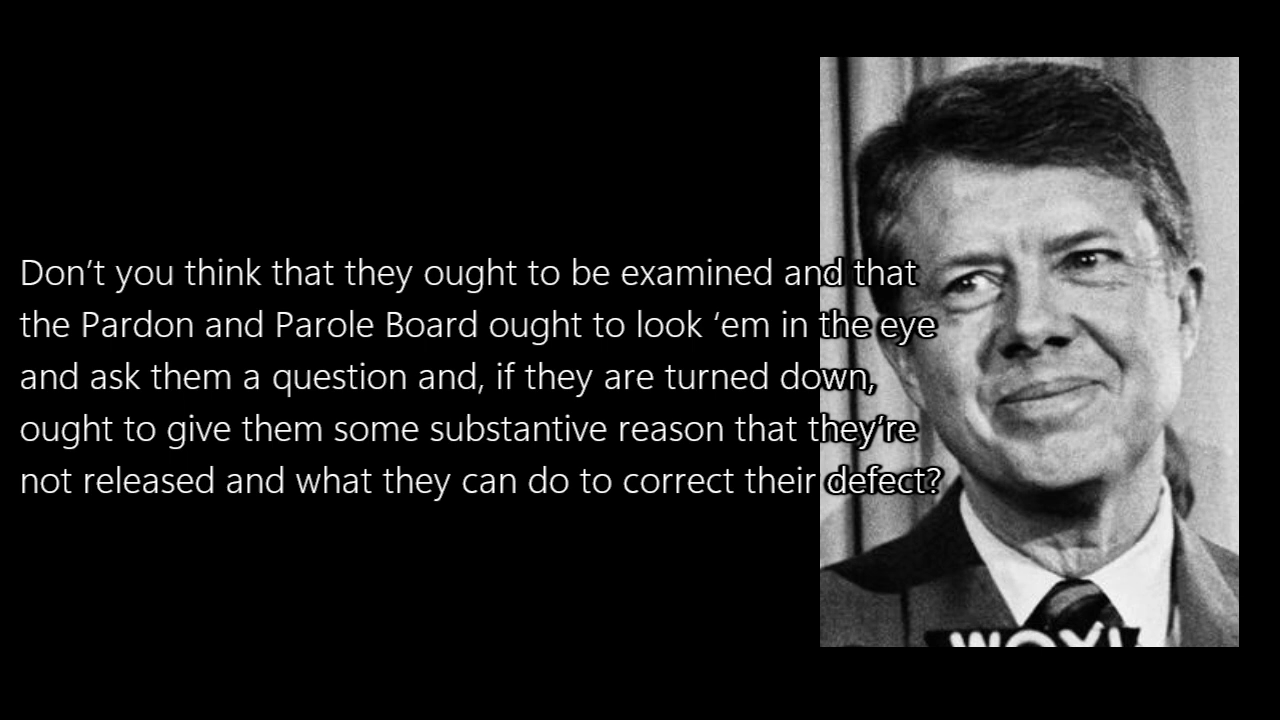 Don’t you think that they ought to be examined and that
the Pardon and Parole Board ought to look ‘em in the eye
and ask them a question and, if they are turned down,
ought to give them some substantive reason that they’re
not released and what they can do to correct their defect?